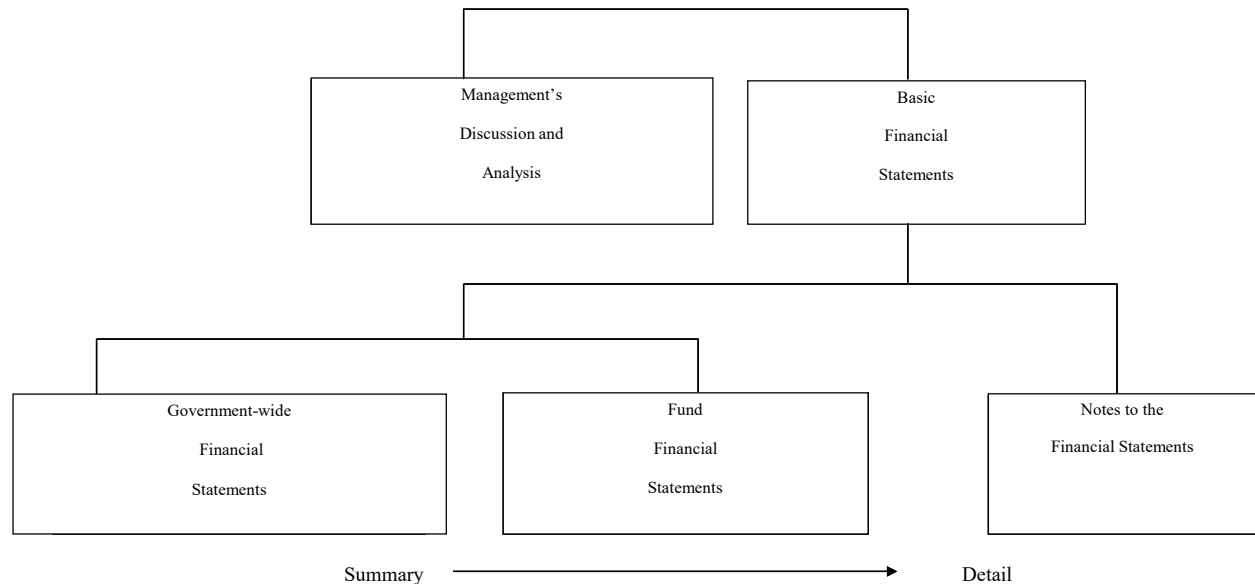 Management’s
Discussion and
Analysis
Basic
Financial
Statements
Government-wide
Financial
Statements
Fund
Financial
Statements
Notes to the
Financial Statements
Summary
Detail